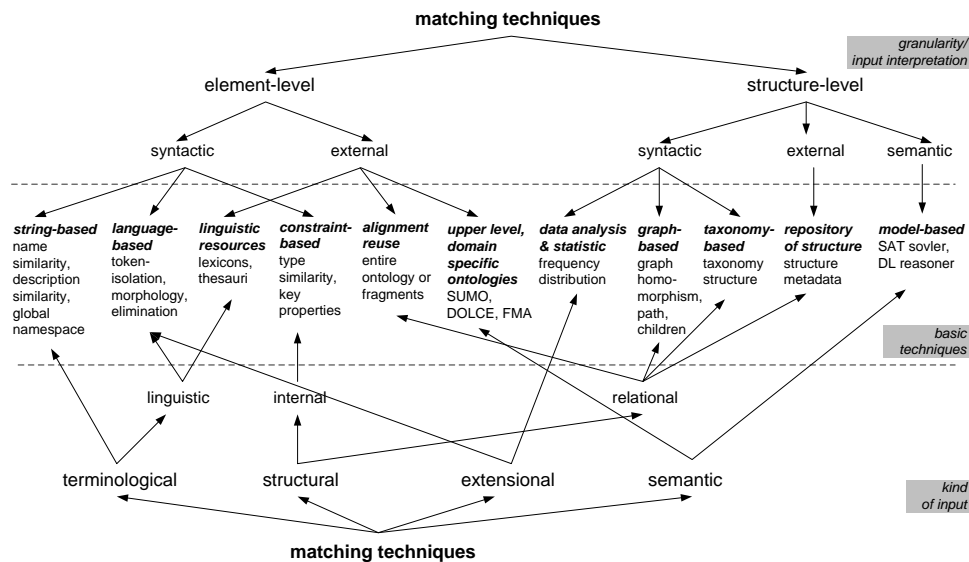 matching techniques
granularity/
input interpretation
element-level
structure-level
syntactic
external
syntactic
external
semantic
string-based
name
similarity,
description
similarity,
global
namespace
language-
based
token-
isolation,
morphology,
elimination
linguistic
resources
lexicons,
thesauri
constraint-
based
type
similarity,
key
properties
alignment
reuse
entire
ontology or
fragments
upper level,
domain
specific
ontologies
SUMO,
DOLCE, FMA
data analysis
& statistic
frequency
distribution
graph-
based
graph
homo-
morphism,
path,
children
taxonomy-
based
taxonomy
structure
repository
of structure
structure
metadata
model-based
SAT sovler,
DL reasoner
basic
techniques
linguistic
internal
relational
terminological
structural
extensional
semantic
kind
of input
matching techniques